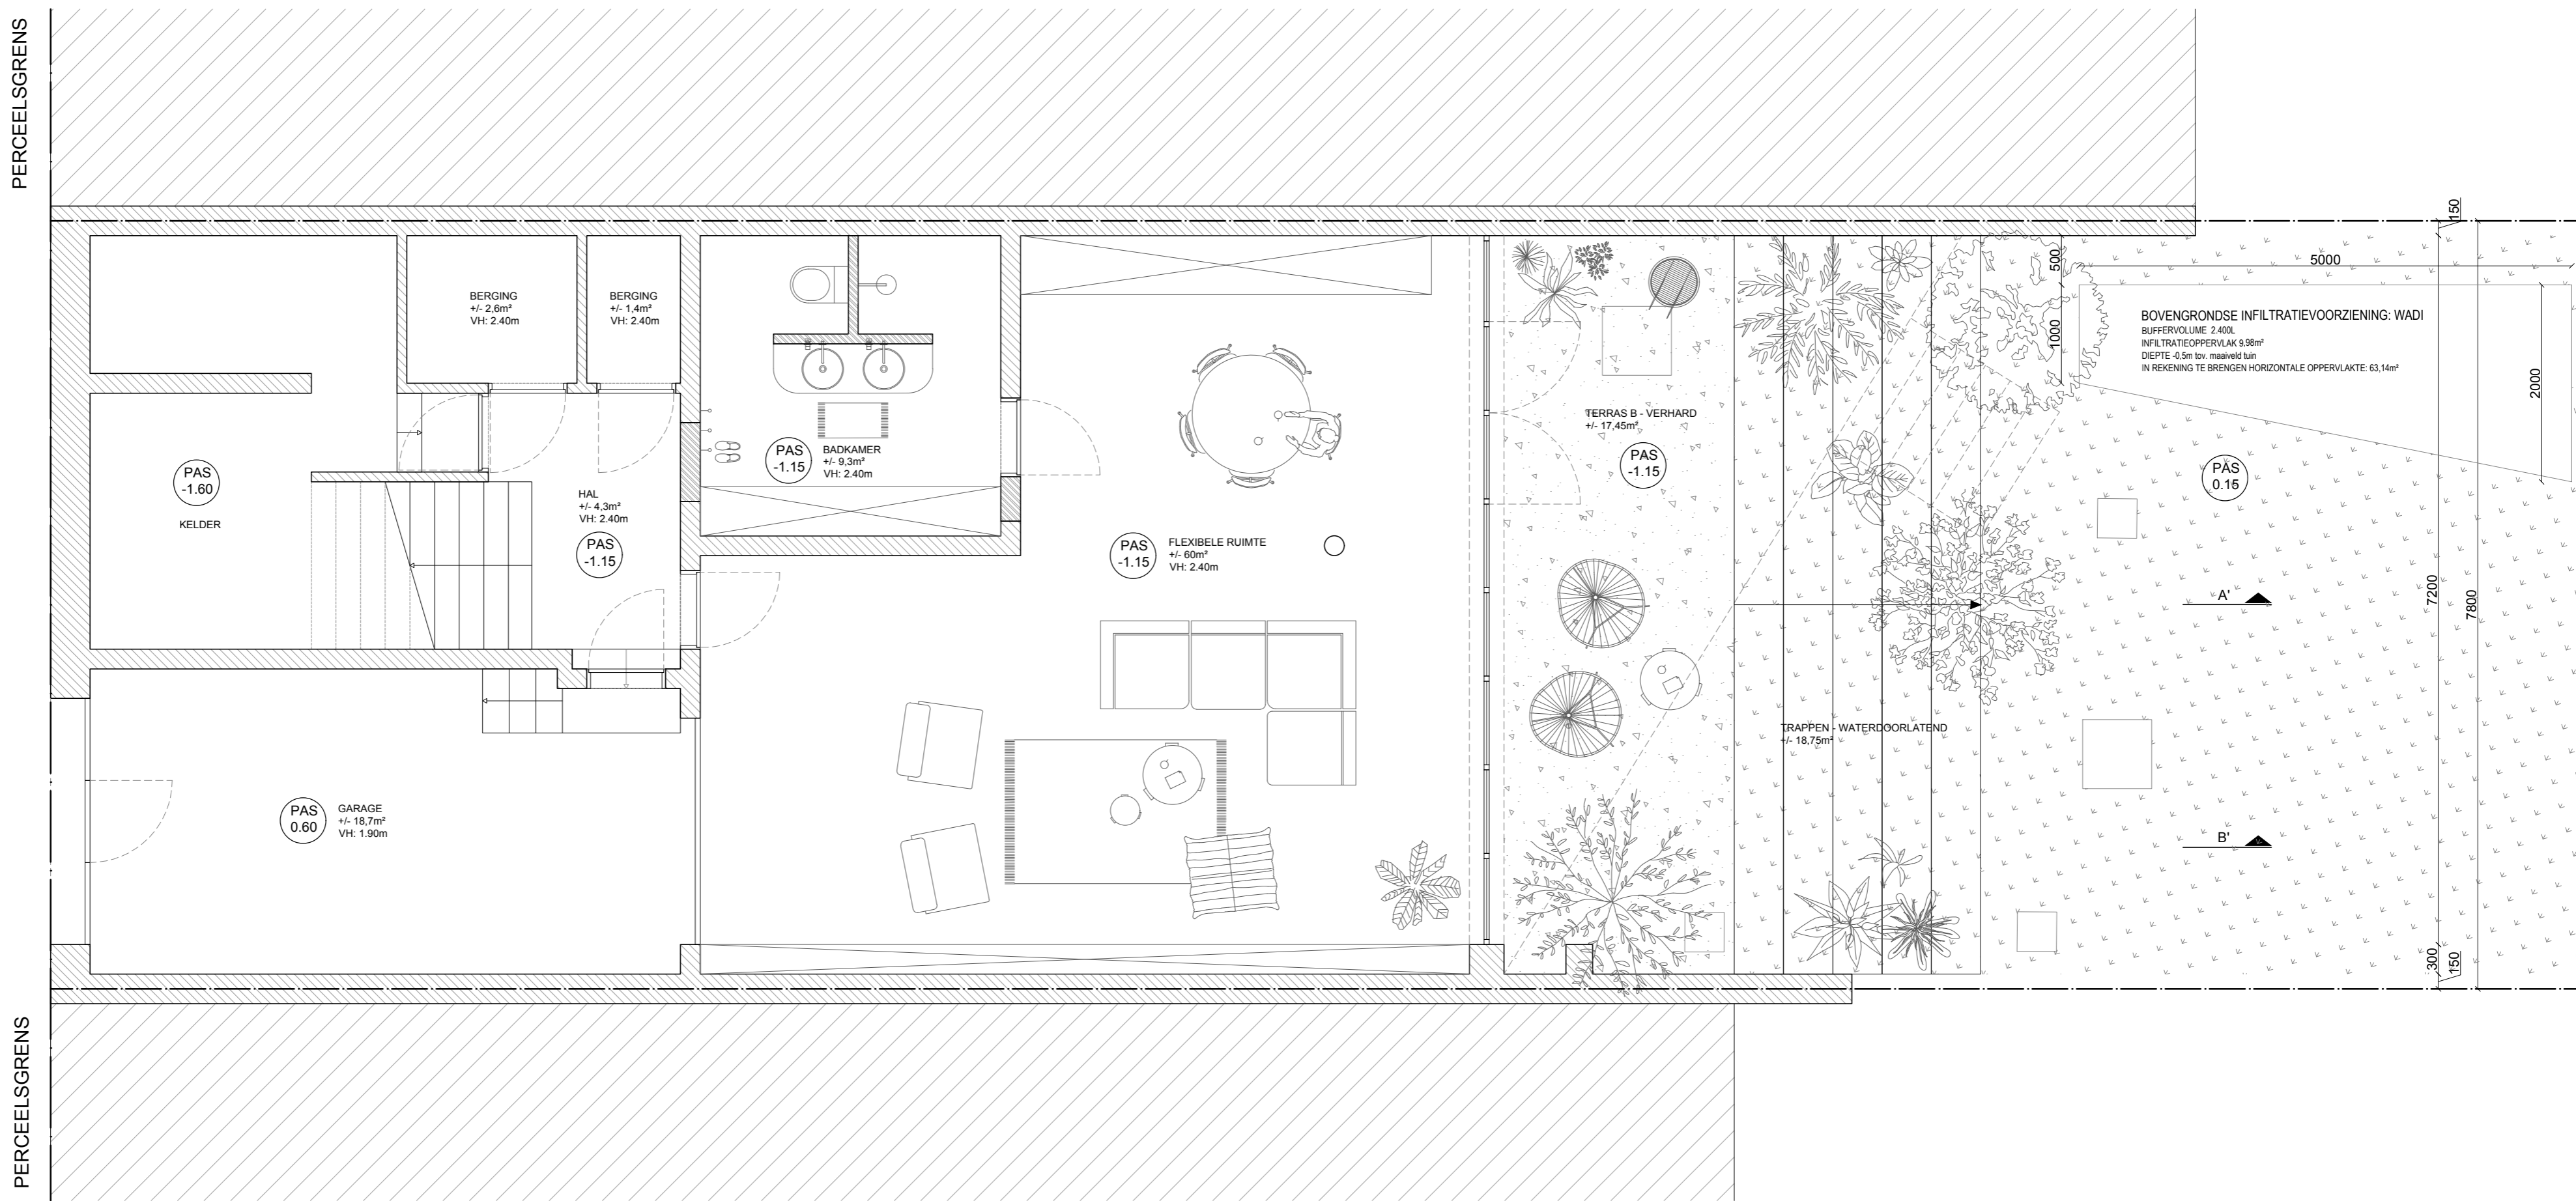 PERCEELSGRENS
PERCEELSGRENS
BERGING
+/- 2,6m²
VH: 2.40m
BERGING
+/- 1,4m²
VH: 2.40m
PAS
-1.60
KELDER
HAL
+/- 4,3m²
VH: 2.40m
PAS
-1.15
PAS
-1.15
BADKAMER
+/- 9,3m²
VH: 2.40m
PAS
0.60
GARAGE
+/- 18,7m²
VH: 1.90m
PAS
-1.15
FLEXIBELE RUIMTE
+/- 60m²
VH: 2.40m
TERRAS B - VERHARD
+/- 17,45m²
PAS
-1.15
TRAPPEN - WATERDOORLATEND
+/- 18,75m²
500
1000
5000
BOVENGRONDSE INFILTRATIEVOORZIENING: WADI
BUFFERVOLUME 2.400L
INFILTRATIEOPPERVLAK 9,98m²
DIEPTE -0,5m tov. maaiveld tuin
IN REKENING TE BRENGEN HORIZONTALE OPPERVLAKTE: 63,14m²
2000
PAS
0.15
A'
B'
150
7200
7800
300
150